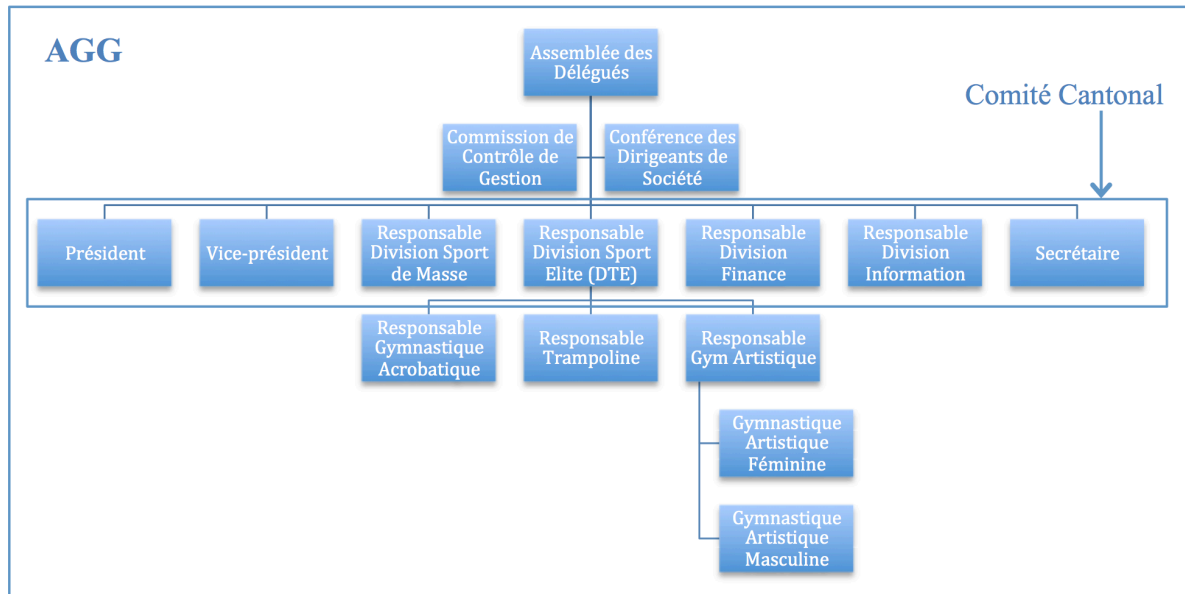 AGG
Assemblée des
Délégués
Comité Cantonal
Commission de
Contrôle de
Gestion
Conférence des
Dirigeants de
Société
Président
Vice-président
Responsable
Division Sport
de Masse
Responsable
Division Sport
Elite (DTE)
Responsable
Division
Finance
Responsable
Division
Information
Secrétaire
Responsable
Gymnastique
Acrobatique
Responsable
Trampoline
Responsable
Gym Artistique
Gymnastique
Artistique
Féminine
Gymnastique
Artistique
Masculine